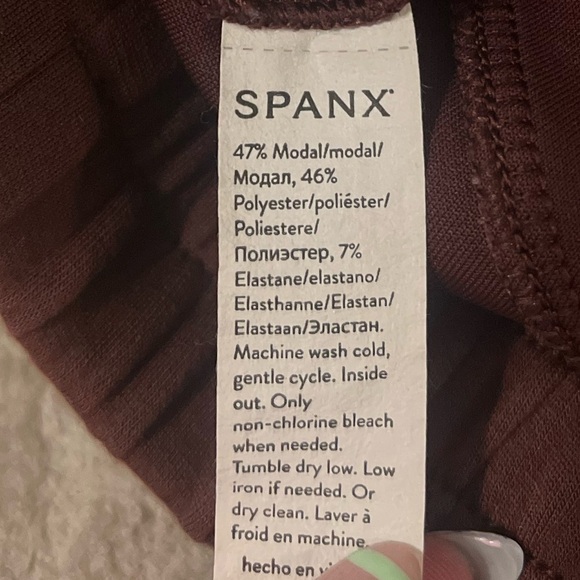 SPANX
47% Modal/modal/
Модал, 46%
Polyester/poliéster/
Poliestere/
Полиэстер, 7%
Elastane/elastano/
Elasthanne/Elastan/
Elastaan/Эластан.
Machine wash cold,
gentle cycle. Inside
out. Only
non-chlorine bleach
when needed.
Tumble dry low. Low
iron if needed. Or
dry clean. Laver à
froid en machine,
hecho en